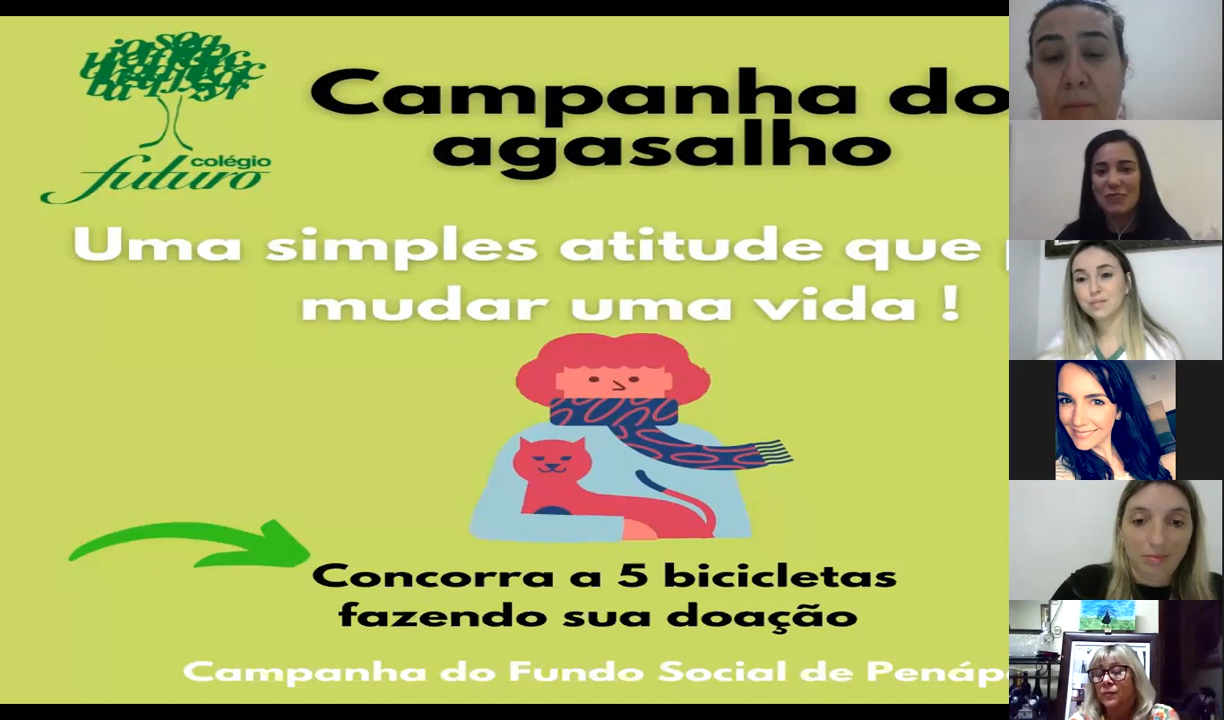 colégio
futuro
Campanha do
agasalho
Uma simples atitude que
mudar uma vida !
Concorra a 5 bicicletas
fazendo sua doação
Campanha do Fundo Social de